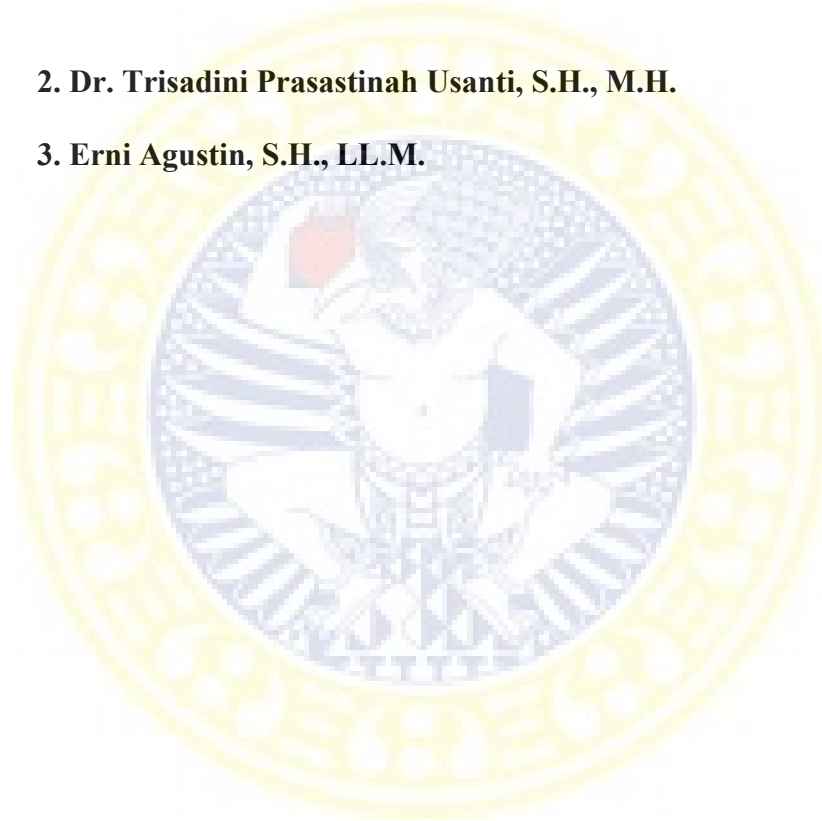 2. Dr. Trisadini Prasastinah Usanti, S.H., M.H.
3. Erni Agustin, S.H., LL.M.